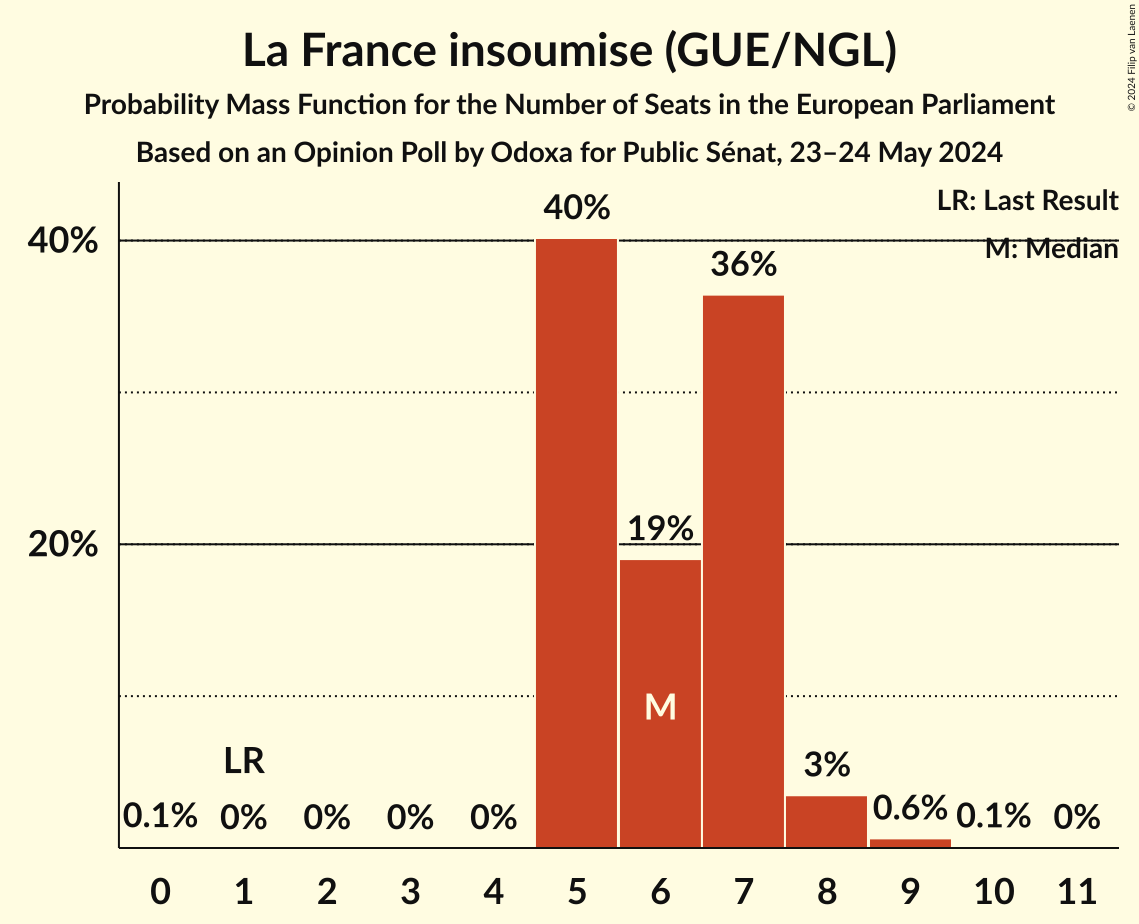 La France insoumise (GUE/NGL)
Probability Mass Function for the Number of Seats in the European Parliament
Based on an Opinion Poll by Odoxa for Public Sénat, 23–24 May 2024
© 2024 Filip van Laenen
LR: Last Result
M: Median
40%
20%
40%
36%
19%
M
LR
3%
0.1% 0% 0% 0% 0% 0.6% 0.1% 0%
0 1 2 3 4 5 6 7 8 9 10 11